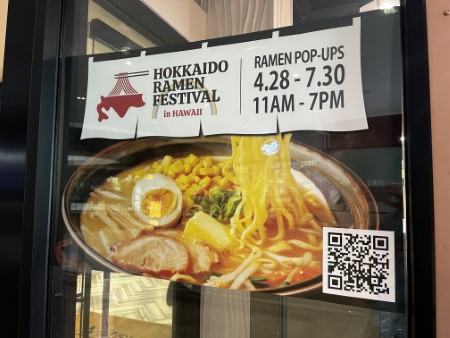 HOKKAIDO
RAMEN
FESTIVAL
in HAWAII
RAMEN POP-UPS
4.28 - 7.30
11AM - 7PM